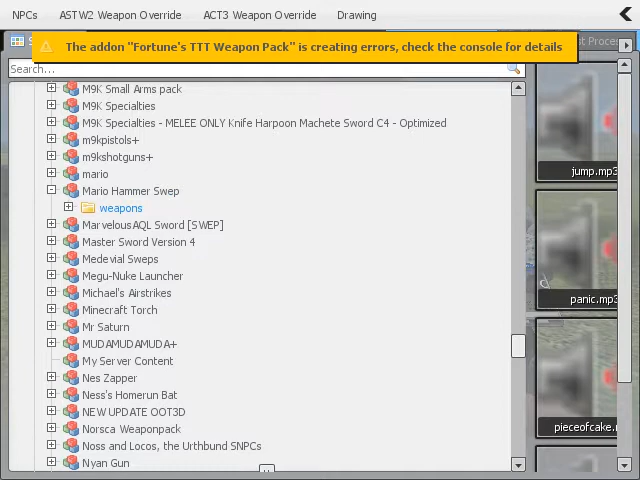 NPCs ASTW2 Weapon Override ACT3 Weapon Override Drawing
The addon "Fortune's TTT Weapon Pack" is creating errors, check the console for details
Search...
M9K Small Arms pack
M9K Specialties
M9K Specialties - MELEE ONLY Knife Harpoon Machete Sword C4 - Optimized
m9kpistols+
m9kshotguns+
mario
Mario Hammer Swep
weapons
MarvelousAQL Sword [SWEP]
Master Sword Version 4
Medevial Sweps
Megu-Nuke Launcher
Michael's Airstrikes
Minecraft Torch
Mr Saturn
MUDAMUDAMUDA+
My Server Content
Nes Zapper
Ness's Homerun Bat
NEW UPDATE OOT3D
Norsca Weaponpack
Noss and Locos, the Urthbund SNPCs
Nyan Gun
jump.mp3
panic.mp3
pieceofcake.